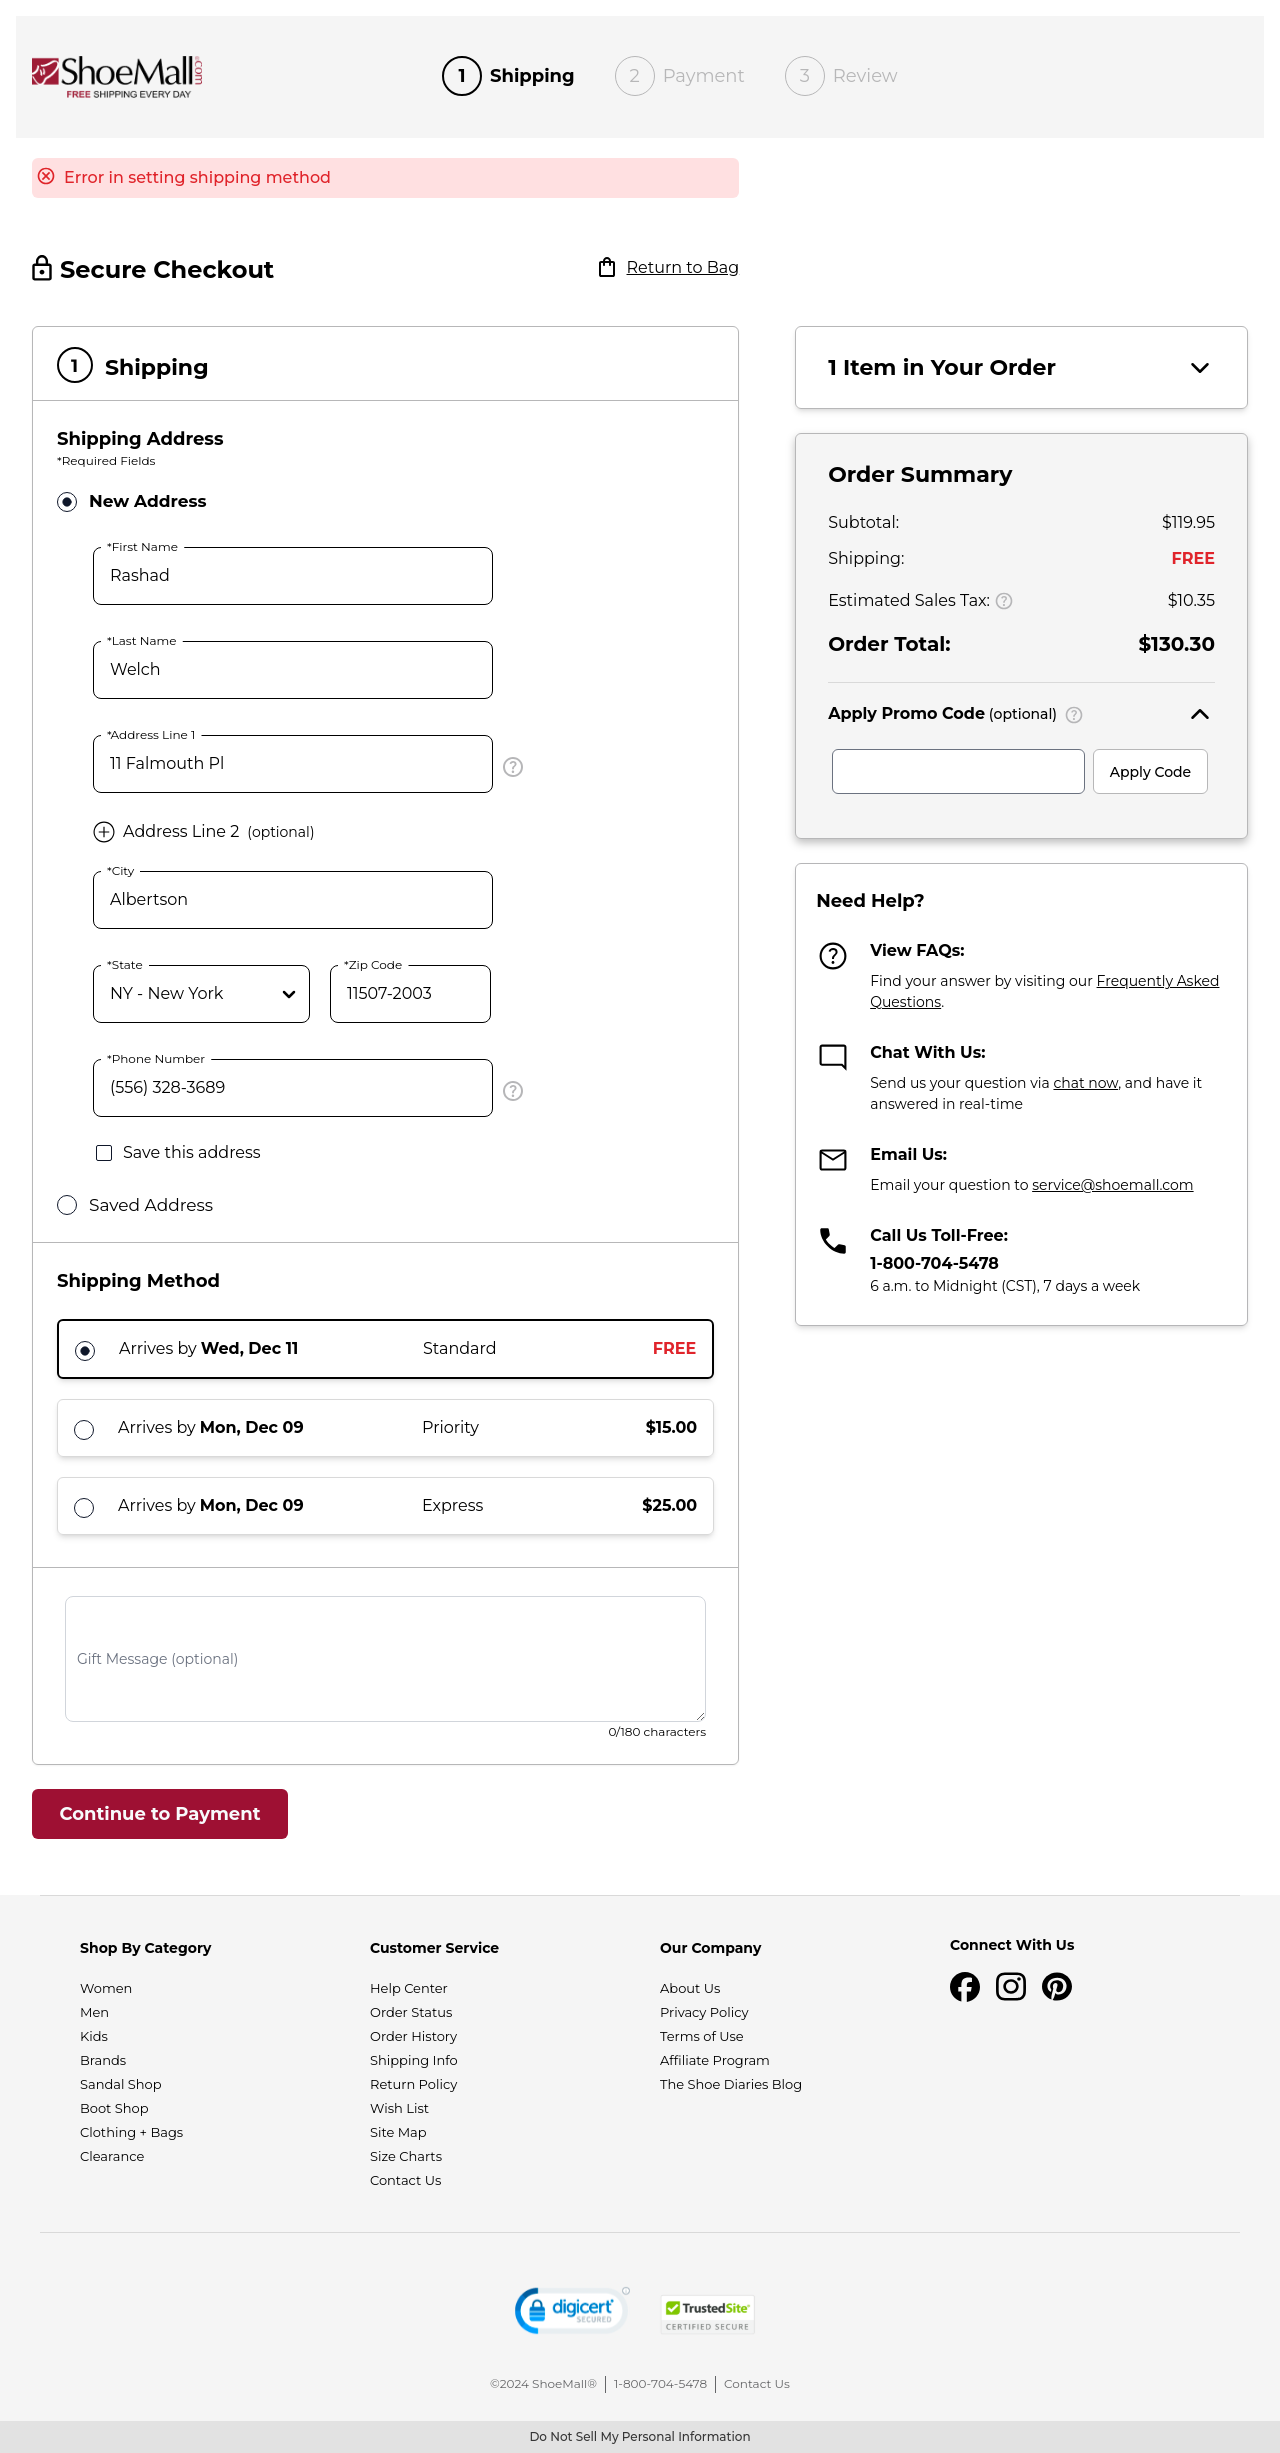 ShoeMall.com
FREE SHIPPING EVERY DAY
1 Shipping
2 Payment
3 Review
Error in setting shipping method
Secure Checkout
Return to Bag
1 Shipping
Shipping Address
*Required Fields
New Address
*First Name
Rashad
*Last Name
Welch
*Address Line 1
11 Falmouth Pl
Address Line 2 (optional)
*City
Albertson
*State
NY - New York
*Zip Code
11507-2003
*Phone Number
(556) 328-3689
Save this address
Saved Address
Shipping Method
Arrives by Wed, Dec 11 Standard FREE
Arrives by Mon, Dec 09 Priority $15.00
Arrives by Mon, Dec 09 Express $25.00
Gift Message (optional)
0/180 characters
Continue to Payment
1 Item in Your Order
Order Summary
Subtotal: $119.95
Shipping: FREE
Estimated Sales Tax: $10.35
Order Total: $130.30
Apply Promo Code (optional)
Apply Code
Need Help?
View FAQs:
Find your answer by visiting our Frequently Asked
Questions.
Chat With Us:
Send us your question via chat now, and have it
answered in real-time
Email Us:
Email your question to service@shoemall.com
Call Us Toll-Free:
1-800-704-5478
6 a.m. to Midnight (CST), 7 days a week
Shop By Category
Women
Men
Kids
Brands
Sandal Shop
Boot Shop
Clothing + Bags
Clearance
Customer Service
Help Center
Order Status
Order History
Shipping Info
Return Policy
Wish List
Site Map
Size Charts
Contact Us
Our Company
About Us
Privacy Policy
Terms of Use
Affiliate Program
The Shoe Diaries Blog
Connect With Us
digicert
SECURED
TrustedSite
CERTIFIED SECURE
©2024 ShoeMall® | 1-800-704-5478 | Contact Us
Do Not Sell My Personal Information